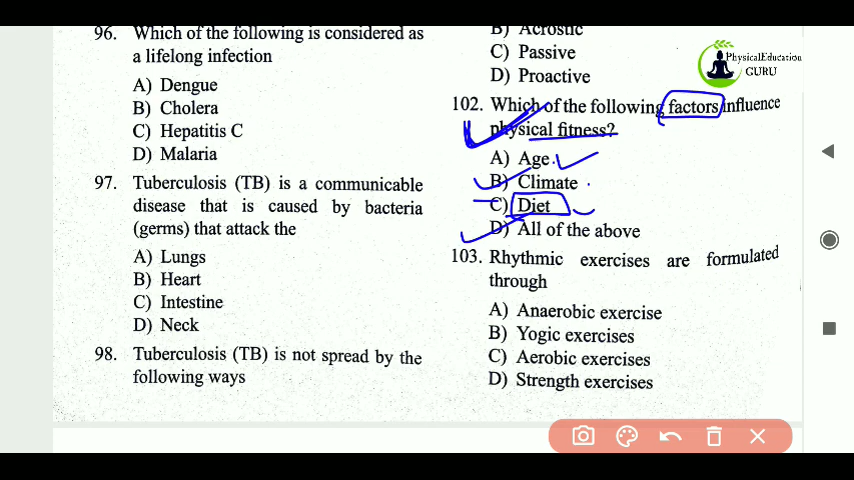 96. Which of the following is considered as
a lifelong infection
A) Dengue
B) Cholera
C) Hepatitis C
D) Malaria
97. Tuberculosis (TB) is a communicable
disease that is caused by bacteria
(germs) that attack the
A) Lungs
B) Heart
C) Intestine
D) Neck
98. Tuberculosis (TB) is not spread by the
following ways
B) Acrostic
C) Passive
D) Proactive
102. Which of the following factors influence
physical fitness?
A) Age
B) Climate
C) Diet
D) All of the above
103. Rhythmic exercises are formulated
through
A) Anaerobic exercise
B) Yogic exercises
C) Aerobic exercises
D) Strength exercises
PhysicalEducation
GURU